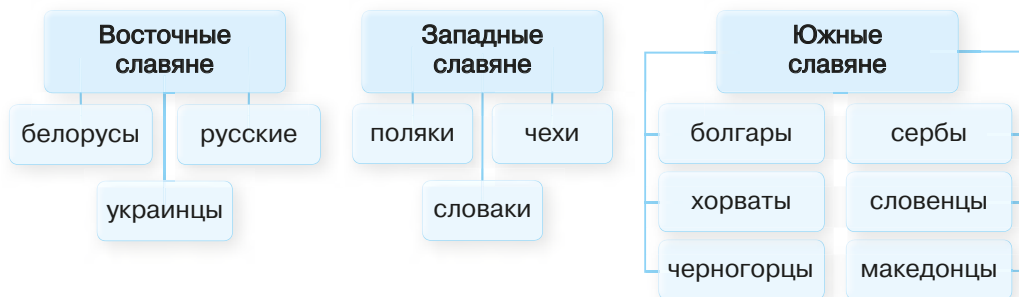 Восточные
славяне
белорусы
русские
украинцы
Западные
славяне
поляки
чехи
словаки
Южные
славяне
болгары
сербы
хорваты
словенцы
черногорцы
македонцы